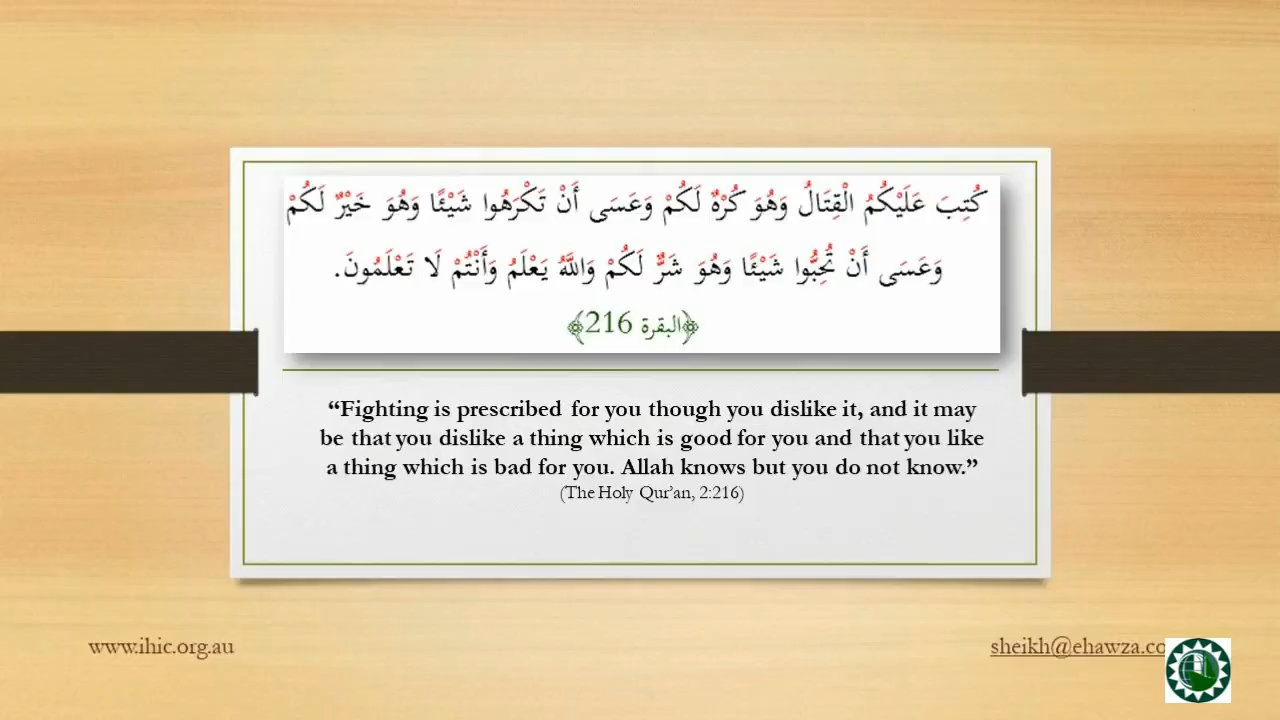 كُتِبَ عَلَيْكُمُ الْقِتَالُ وَهُوَ كُرْهٌ لَكُمْ وَعَسَى أَنْ تَكْرَهُوا شَيْئًا وَهُوَ خَيْرٌ لَكُمْ
وَعَسَى أَنْ تُحِبُّوا شَيْئًا وَهُوَ شَرٌّ لَكُمْ وَاللَّهُ يَعْلَمُ وَأَنْتُمْ لَا تَعْلَمُونَ.
﴿البقرة 216﴾
“Fighting is prescribed for you though you dislike it, and it may
be that you dislike a thing which is good for you and that you like
a thing which is bad for you. Allah knows but you do not know.”
(The Holy Qur’an, 2:216)
www.ihic.org.au
sheikh@ehawza.co